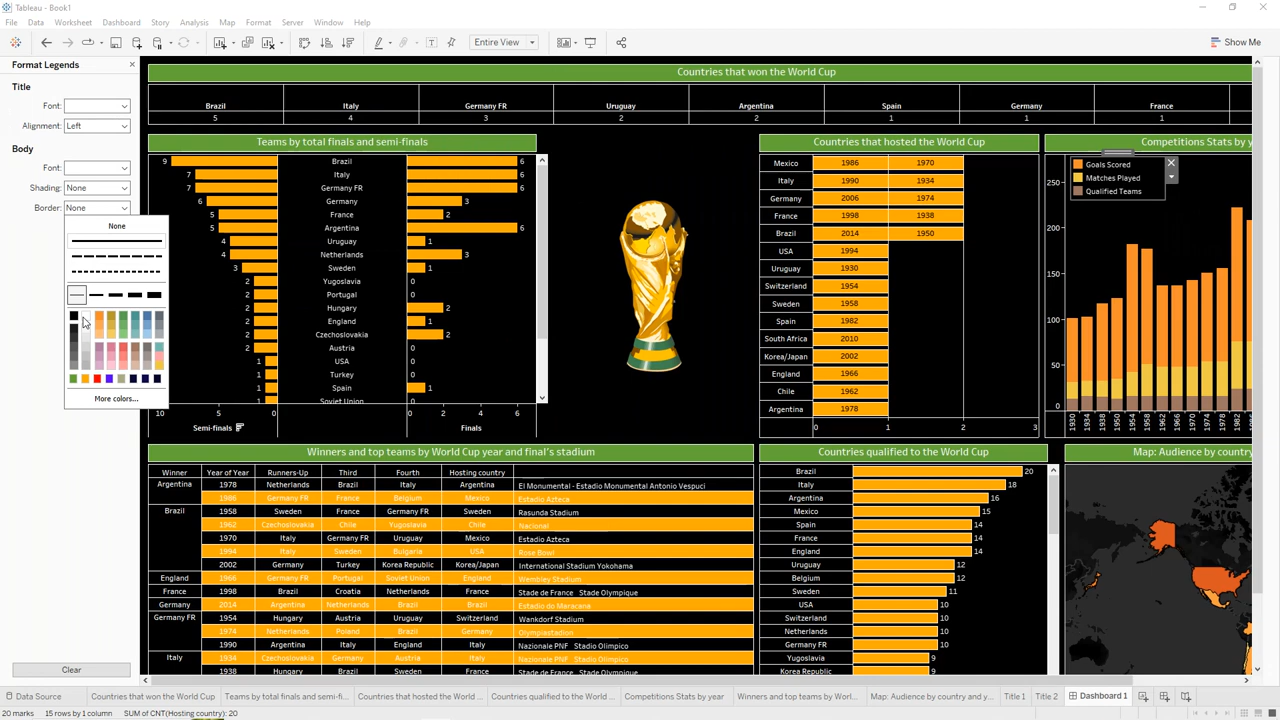 Tableau - Book1
File Data Worksheet Dashboard Story Analysis Map Format Server Window Help
Entire View
Show Me
Format Legends
Title
Font:
Alignment: Left
Body
Font:
Shading: None
Border: None
None
More colors...
Clear
Countries that won the World Cup
Brazil Italy Germany FR Uruguay Argentina Spain Germany France
5 4 3 2 2 1 1 1
Teams by total finals and semi-finals
9 Brazil 6
7 Italy 6
7 Germany FR 6
6 Germany 3
5 France 2
5 Argentina 6
4 Uruguay 1
4 Netherlands 3
3 Sweden 1
2 Yugoslavia 0
2 Portugal 0
2 Hungary 2
2 England 1
2 Czechoslovakia 2
2 Austria 0
1 USA 0
1 Turkey 0
1 Spain 1
1 Soviet Union 0
10 5 0 0 2 4 6
Semi-finals Finals
Countries that hosted the World Cup
Mexico 1986 1970
Italy 1990 1934
Germany 2006 1974
France 1998 1938
Brazil 2014 1950
USA 1994
Uruguay 1930
Switzerland 1954
Sweden 1958
Spain 1982
South Africa 2010
Korea/Japan 2002
England 1966
Chile 1962
Argentina 1978
0 1 2 3
Competitions Stats by y
Goals Scored
Matches Played
Qualified Teams
250
200
150
100
50
0
1930 1934 1938 1950 1954 1958 1962 1966 1970 1974 1978 1982 1986
Winners and top teams by World Cup year and final's stadium
Winner Year of Year Runners-Up Third Fourth Hosting country
Argentina 1978 Netherlands Brazil Italy Argentina El Monumental - Estadio Monumental Antonio Vespuci
1986 Germany FR France Belgium Mexico Estadio Azteca
Brazil 1958 Sweden France Germany FR Sweden Rasunda Stadium
1962 Czechoslovakia Chile Yugoslavia Chile Nacional
1970 Italy Germany FR Uruguay Mexico Estadio Azteca
1994 Italy Sweden Bulgaria USA Rose Bowl
2002 Germany Turkey Korea Republic Korea/Japan International Stadium Yokohama
England 1966 Germany FR Portugal Soviet Union England Wembley Stadium
France 1998 Brazil Croatia Netherlands France Stade de France Stade Olympique
Germany 2014 Argentina Netherlands Brazil Brazil Estadio do Maracana
Germany FR 1954 Hungary Austria Uruguay Switzerland Wankdorf Stadium
1974 Netherlands Poland Brazil Germany Olympiastadion
1990 Argentina Italy England Italy Nazionale PNF Stadio Olimpico
Italy 1934 Czechoslovakia Germany Austria Italy Nazionale PNF Stadio Olimpico
1938 Hungary Brazil Sweden France Stade de France Stade Olympique
Countries qualified to the World Cup
Brazil 20
Italy 18
Argentina 16
Mexico 15
Spain 14
France 14
England 14
Uruguay 12
Belgium 12
Sweden 11
USA 10
Switzerland 10
Netherlands 10
Germany FR 10
Yugoslavia 9
Korea Republic 9
Map: Audience by country
Data Source Countries that won the World Cup Teams by total finals and semi-fi... Countries that hosted the World ... Countries qualified to the World ... Competitions Stats by year Winners and top teams by Worl... Map: Audience by country and y... Title 1 Title 2 Dashboard 1
20 marks 15 rows by 1 column SUM of CNT(Hosting country): 20